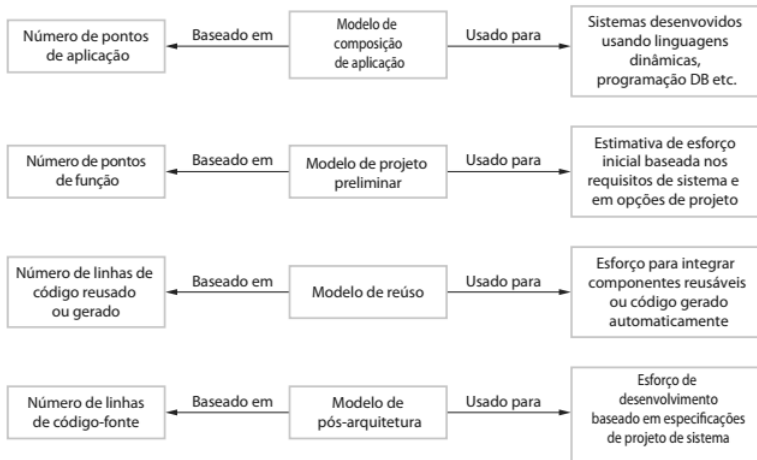 Número de pontos
de aplicação
Baseado em
Modelo de
composição
de aplicação
Usado para
Sistemas desenvovidos
usando linguagens
dinâmicas,
programação DB etc.
Número de pontos
de função
Baseado em
Modelo de projeto
preliminar
Usado para
Estimativa de esforço
inicial baseada nos
requisitos de sistema e
em opções de projeto
Número de linhas de
código reusado
ou gerado
Baseado em
Modelo de reúso
Usado para
Esforço para integrar
componentes reusáveis
ou código gerado
automaticamente
Número de linhas
de código-fonte
Baseado em
Modelo de
pós-arquitetura
Usado para
Esforço de
desenvolvimento
baseado em especificações
de projeto de sistema